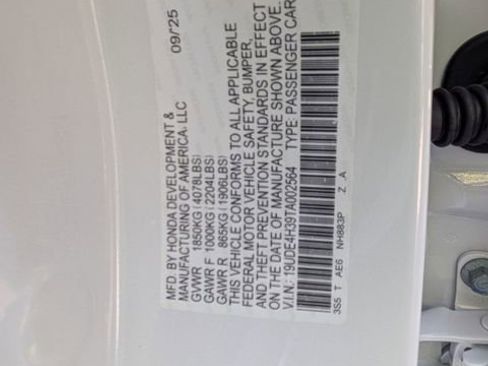 MFD. BY HONDA DEVELOPMENT & 09/25
MANUFACTURING OF AMERICA, LLC
GVWR 1850KG(4078LBS)
GAWR F 1000KG(2204LBS)
GAWR R 865KG(1906LBS)
THIS VEHICLE CONFORMS TO ALL APPLICABLE
FEDERAL MOTOR VEHICLE SAFETY, BUMPER,
AND THEFT PREVENTION STANDARDS IN EFFECT
ON THE DATE OF MANUFACTURE SHOWN ABOVE.
V.I.N.: 19UDE4H39TA002564 TYPE: PASSENGER CAR
3S5 T AE6 NH883P Z A